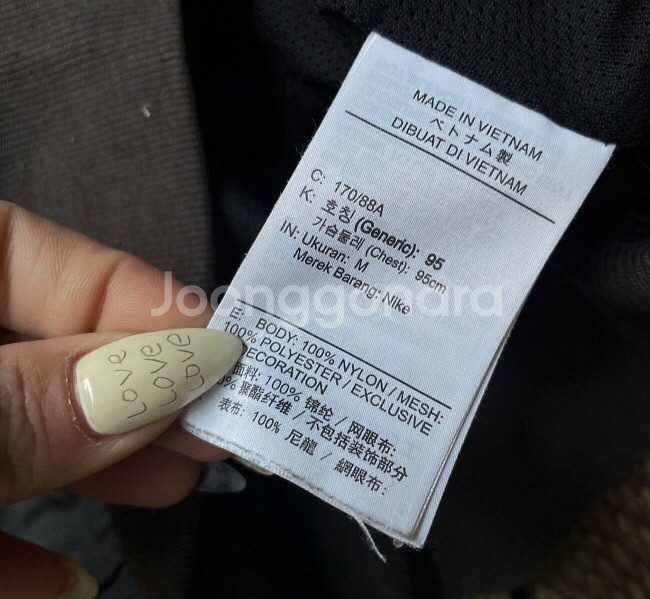 MADE IN VIETNAM
ベトナム製
DIBUAT DI VIETNAM
C: 170/88A
K: 호칭 (Generic): 95
가슴둘레 (Chest): 95cm
IN: Ukuran: M
Merek Barang: Nike
Joonggonara
E: BODY: 100% NYLON / MESH:
100% POLYESTER / EXCLUSIVE
DECORATION
面料: 100% 锦纶 / 网眼布:
% 聚酯纤维 / 不包括装饰部分
表布: 100% 尼龍 / 網眼布:
LOVE
LOVE
LOVE